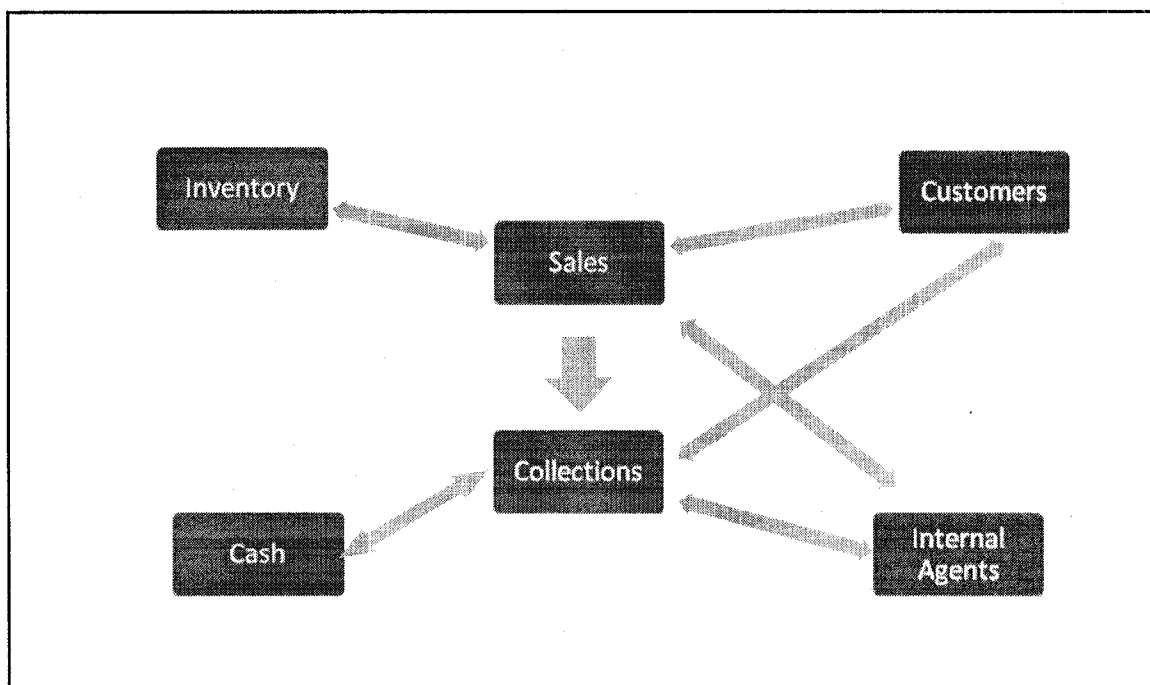 Inventory
Customers
Sales
Collections
Cash
Internal
Agents